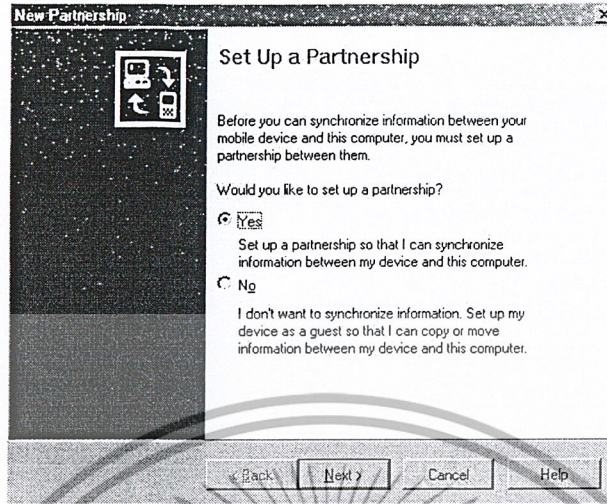 New Partnership
Set Up a Partnership
Before you can synchronize information between your
mobile device and this computer, you must set up a
partnership between them.
Would you like to set up a partnership?
Yes
Set up a partnership so that I can synchronize
information between my device and this computer.
No
I don't want to synchronize information. Set up my
device as a guest so that I can copy or move
information between my device and this computer.
< Back
Next >
Cancel
Help